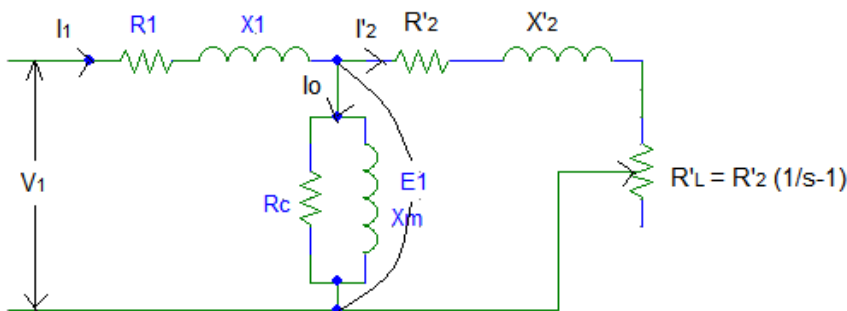 I1
R1
X1
I'2
R'2
X'2
Io
V1
Rc
E1
Xm
R'L = R'2 (1/s-1)